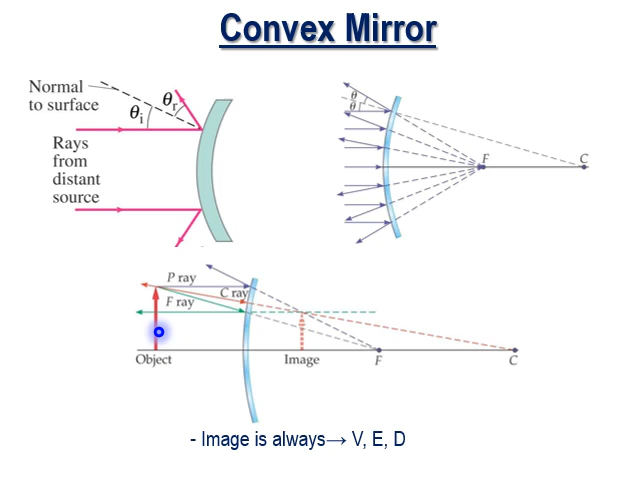 Convex Mirror
Normal
to surface
θi
θr
Rays
from
distant
source
θ
θ
F
C
P ray
C ray
F ray
Object
Image
F
C
- Image is always→ V, E, D